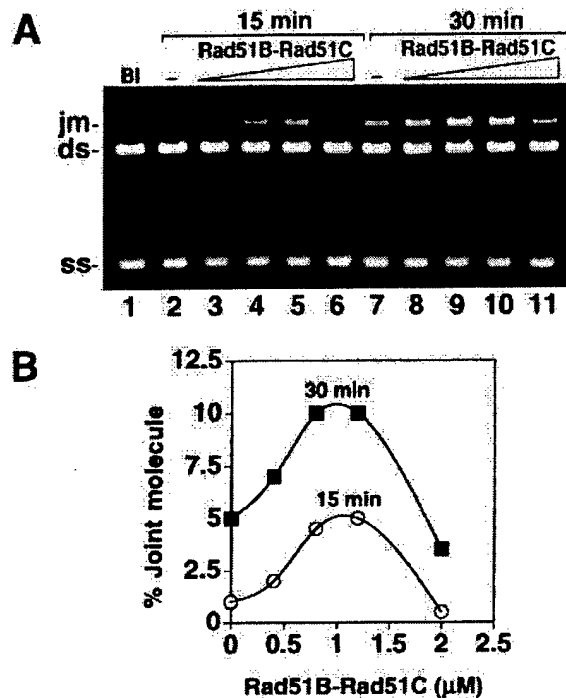 A
15 min 30 min
Rad51B-Rad51C Rad51B-Rad51C
Bl – –
jm-
ds-
ss-
1 2 3 4 5 6 7 8 9 10 11
B
12.5
10
7.5
5
2.5
0
30 min
15 min
% Joint molecule
0 0.5 1 1.5 2 2.5
Rad51B-Rad51C (μM)